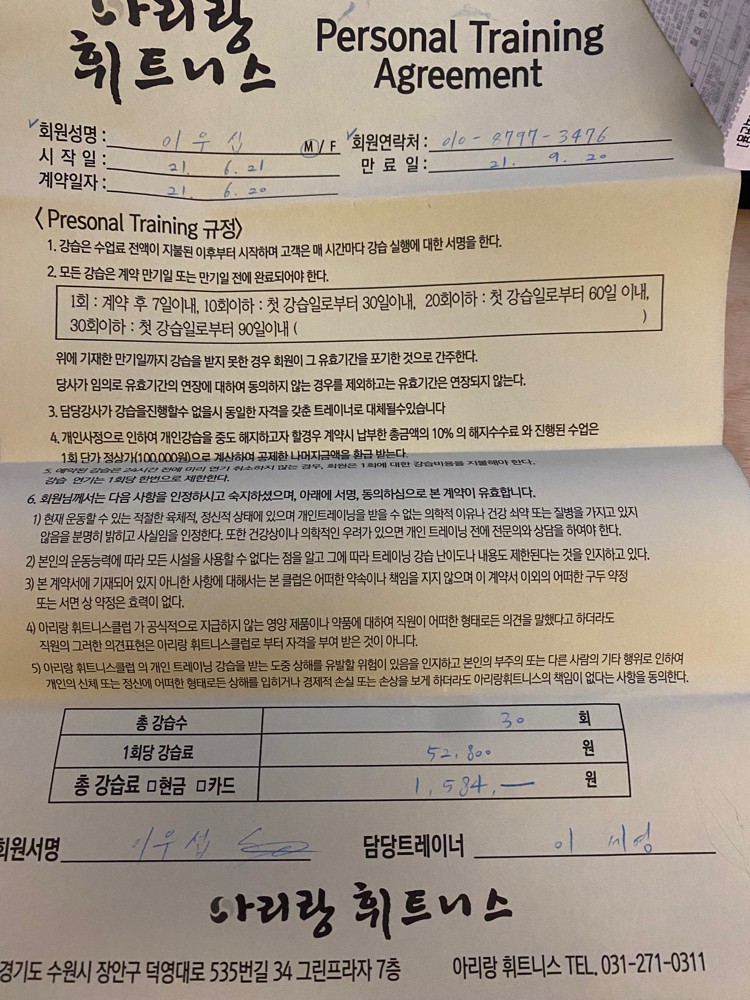 아리랑
휘트니스
Personal Training
Agreement
회원성명 : 이우섭 M / F
회원연락처 : 010-8797-3476
시 작 일 : 21. 6. 21
만 료 일 : 21. 9. 20
계약일자 : 21. 6. 20
〈Presonal Training 규정〉
1. 강습은 수업료 전액이 지불된 이후부터 시작하며 고객은 매 시간마다 강습 실행에 대한 서명을 한다.
2. 모든 강습은 계약 만기일 또는 만기일 전에 완료되어야 한다.
1회 : 계약 후 7일이내, 10회이하 : 첫 강습일로부터 30일이내, 20회이하 : 첫 강습일로부터 60일 이내,
30회이하 : 첫 강습일로부터 90일이내 ( )
위에 기재한 만기일까지 강습을 받지 못한 경우 회원이 그 유효기간을 포기한 것으로 간주한다.
당사가 임의로 유효기간의 연장에 대하여 동의하지 않는 경우를 제외하고는 유효기간은 연장되지 않는다.
3. 담당강사가 강습을진행할수 없을시 동일한 자격을 갖춘 트레이너로 대체될수있습니다
4. 개인사정으로 인하여 개인강습을 중도 해지하고자 할경우 계약시 납부한 총금액의 10% 의 해지수수료 와 진행된 수업은
1회 단가 정상가(100,000원)으로 계산하여 공제한 나머지금액을 환급 받는다.
5. 예약된 강습은 24시간 전에 미리 연기 취소하지 않는 경우, 회원은 1회에 대한 강습비용을 지불해야 한다.
강습 연기는 1회당 한번으로 제한한다.
6. 회원님께서는 다음 사항을 인정하시고 숙지하셨으며, 아래에 서명, 동의하심으로 본 계약이 유효합니다.
1) 현재 운동할 수 있는 적절한 육체적, 정신적 상태에 있으며 개인트레이닝을 받을 수 없는 의학적 이유나 건강 쇠약 또는 질병을 가지고 있지
않음을 분명히 밝히고 사실임을 인정한다. 또한 건강상이나 의학적인 우려가 있으면 개인 트레이닝 전에 전문의와 상담을 하여야 한다.
2) 본인의 운동능력에 따라 모든 시설을 사용할 수 없다는 점을 알고 그에 따라 트레이닝 강습 난이도나 내용도 제한된다는 것을 인지하고 있다.
3) 본 계약서에 기재되어 있지 아니한 사항에 대해서는 본 클럽은 어떠한 약속이나 책임을 지지 않으며 이 계약서 이외의 어떠한 구두 약정
또는 서면 상 약정은 효력이 없다.
4) 아리랑 휘트니스클럽 가 공식적으로 지급하지 않는 영양 제품이나 약품에 대하여 직원이 어떠한 형태로든 의견을 말했다고 하더라도
직원의 그러한 의견표현은 아리랑 휘트니스클럽로 부터 자격을 부여 받은 것이 아니다.
5) 아리랑 휘트니스클럽 의 개인 트레이닝 강습을 받는 도중 상해를 유발할 위험이 있음을 인지하고 본인의 부주의 또는 다른 사람의 기타 행위로 인하여
개인의 신체 또는 정신에 어떠한 형태로든 상해를 입히거나 경제적 손실 또는 손상을 보게 하더라도 아리랑휘트니스의 책임이 없다는 사항을 동의한다.
총 강습수 30 회
1회당 강습료 52,800 원
총 강습료 □현금 □카드 1,584,— 원
회원서명 이우섭
담당트레이너 이세영
아리랑 휘트니스
경기도 수원시 장안구 덕영대로 535번길 34 그린프라자 7층
아리랑 휘트니스 TEL. 031-271-0311